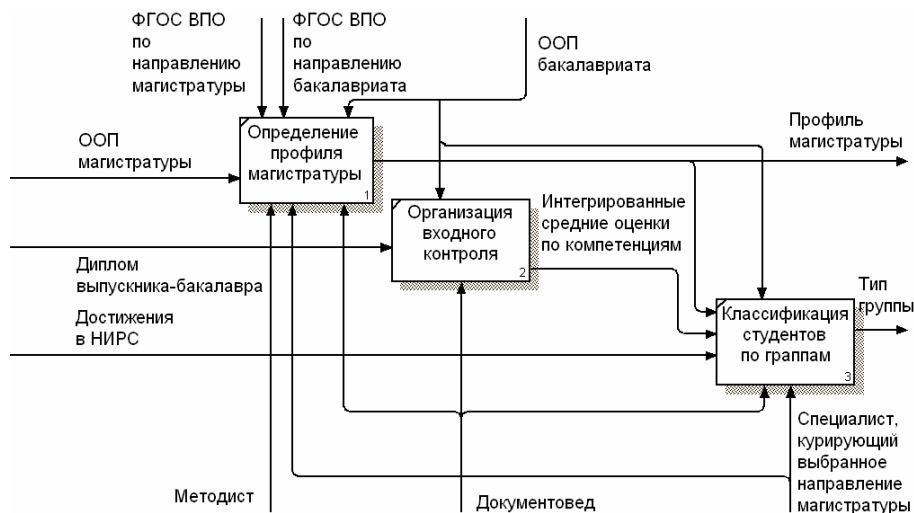 ФГОС ВПО
по
направлению
магистратуры
ФГОС ВПО
по
направлению
бакалавриата
ООП
бакалавриата
ООП
магистратуры
Определение
профиля
магистратуры
1
Профиль
магистратуры
Организация
входного
контроля
2
Интегрированные
средние оценки
по компетенциям
Диплом
выпускника-бакалавра
Достижения
в НИРС
Классификация
студентов
по граппам
3
Тип
группы
Методист
Документовед
Специалист,
курирующий
выбранное
направление
магистратуры